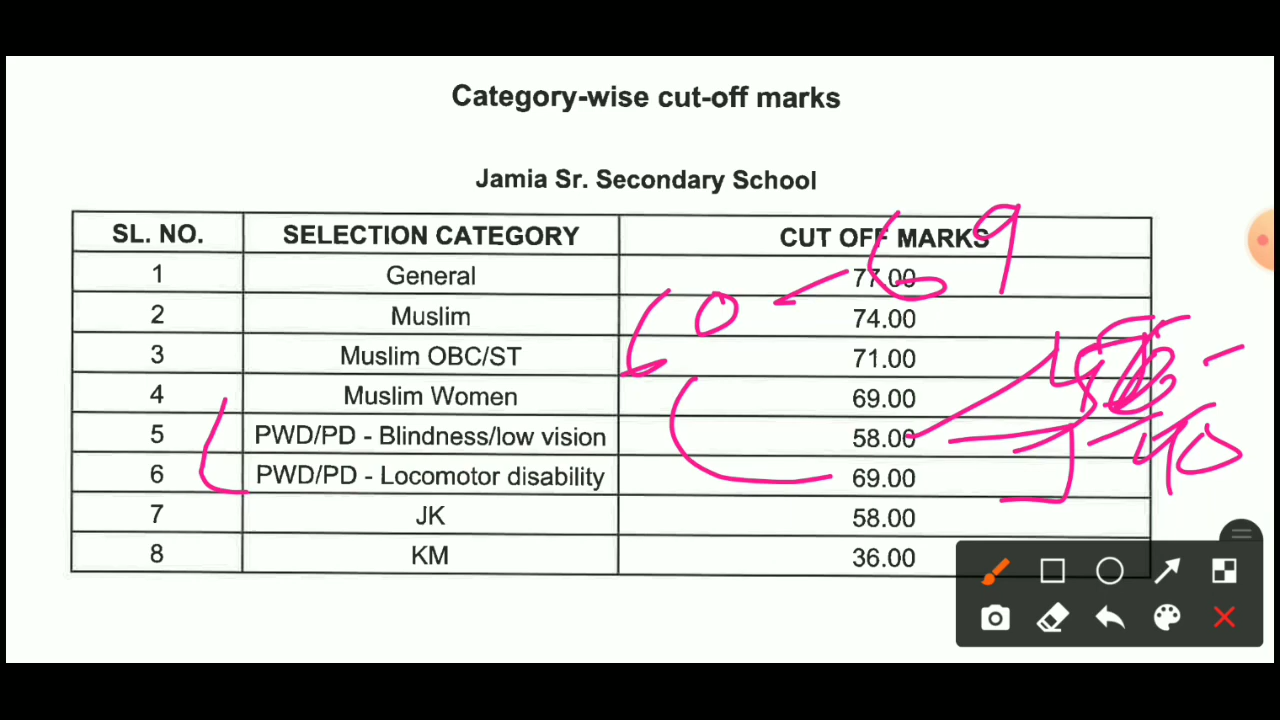 Category-wise cut-off marks
Jamia Sr. Secondary School
SL. NO. SELECTION CATEGORY CUT OFF MARKS
1 General 77.00
2 Muslim 74.00
3 Muslim OBC/ST 71.00
4 Muslim Women 69.00
5 PWD/PD - Blindness/low vision 58.00
6 PWD/PD - Locomotor disability 69.00
7 JK 58.00
8 KM 36.00